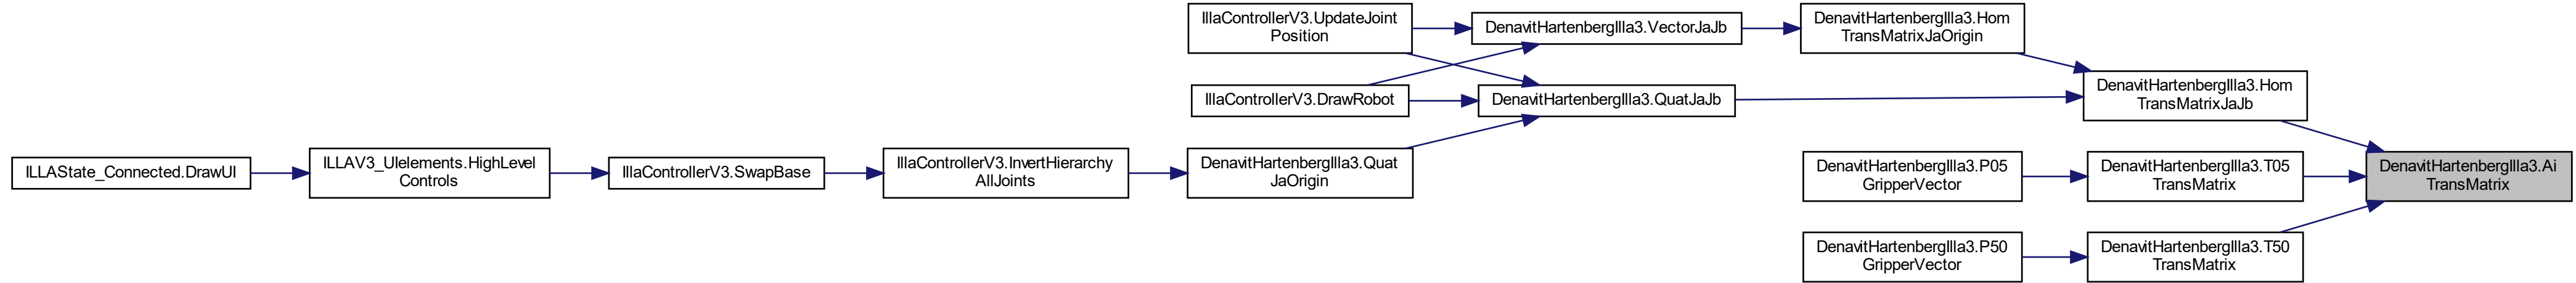 IllaControllerV3.UpdateJoint
Position
DenavitHartenbergIlla3.VectorJaJb
DenavitHartenbergIlla3.Hom
TransMatrixJaOrigin
IllaControllerV3.DrawRobot
DenavitHartenbergIlla3.QuatJaJb
DenavitHartenbergIlla3.Hom
TransMatrixJaJb
ILLAState_Connected.DrawUI
ILLAV3_UIelements.HighLevel
Controls
IllaControllerV3.SwapBase
IllaControllerV3.InvertHierarchy
AllJoints
DenavitHartenbergIlla3.Quat
JaOrigin
DenavitHartenbergIlla3.P05
GripperVector
DenavitHartenbergIlla3.T05
TransMatrix
DenavitHartenbergIlla3.Ai
TransMatrix
DenavitHartenbergIlla3.P50
GripperVector
DenavitHartenbergIlla3.T50
TransMatrix